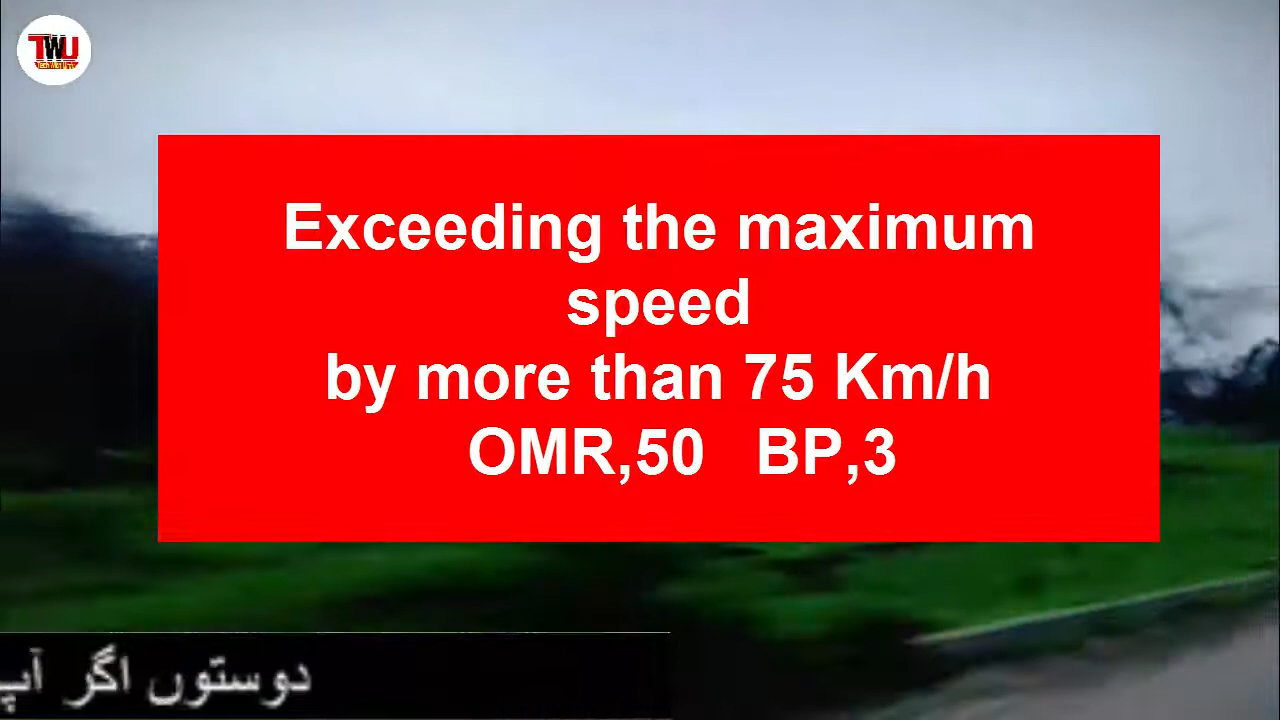 TWU
Exceeding the maximum
speed
by more than 75 Km/h
OMR,50 BP,3
دوستوں اگر آپ